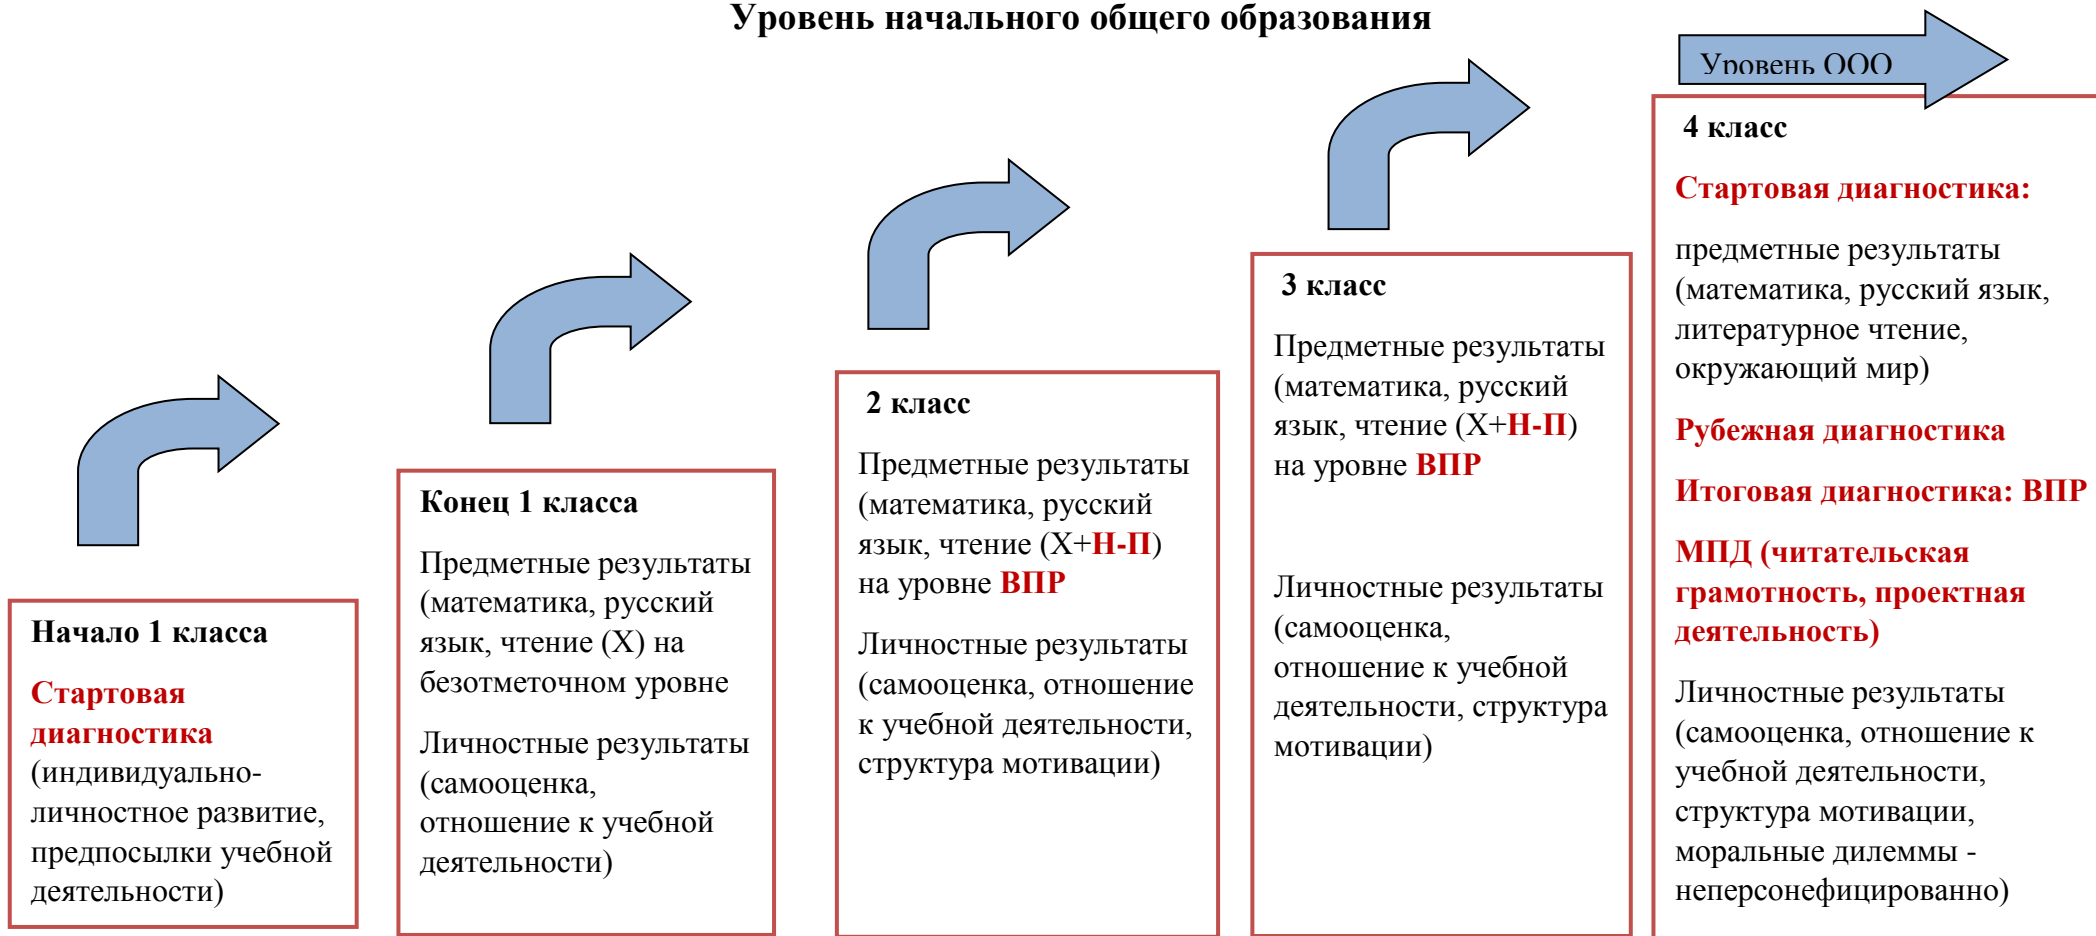 Уровень начального общего образования
Уровень ООО
Начало 1 класса
Стартовая
диагностика
(индивидуально-
личностное развитие,
предпосылки учебной
деятельности)
Конец 1 класса
Предметные результаты
(математика, русский
язык, чтение (Х) на
безотметочном уровне
Личностные результаты
(самооценка,
отношение к учебной
деятельности)
2 класс
Предметные результаты
(математика, русский
язык, чтение (Х+Н-П)
на уровне ВПР
Личностные результаты
(самооценка, отношение
к учебной деятельности,
структура мотивации)
3 класс
Предметные результаты
(математика, русский
язык, чтение (Х+Н-П)
на уровне ВПР
Личностные результаты
(самооценка,
отношение к учебной
деятельности, структура
мотивации)
4 класс
Стартовая диагностика:
предметные результаты
(математика, русский язык,
литературное чтение,
окружающий мир)
Рубежная диагностика
Итоговая диагностика: ВПР
МПД (читательская
грамотность, проектная
деятельность)
Личностные результаты
(самооценка, отношение к
учебной деятельности,
структура мотивации,
моральные дилеммы -
неперсонефицированно)